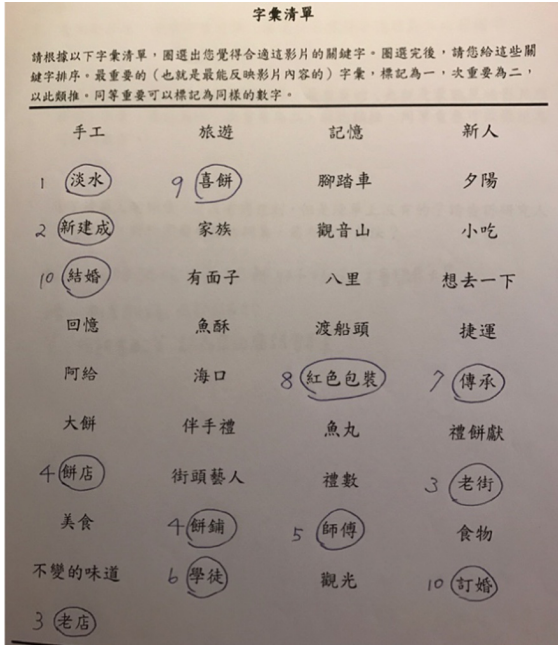 字彙清單
請根據以下字彙清單，圈選出您覺得合適這影片的關鍵字。圈選完後，請您給這些關
鍵字排序。最重要的（也就是最能反映影片內容的）字彙，標記為一，次重要為二，
以此類推。同等重要可以標記為同樣的數字。
手工 旅遊 記憶 新人
1 淡水 9 喜餅 腳踏車 夕陽
2 新建成 家族 觀音山 小吃
10 結婚 有面子 八里 想去一下
回憶 魚酥 渡船頭 捷運
阿給 海口 8 紅色包裝 7 傳承
大餅 伴手禮 魚丸 禮餅獻
4 餅店 街頭藝人 禮數 3 老街
美食 4 餅鋪 5 師傅 食物
不變的味道 6 學徒 觀光 10 訂婚
3 老店